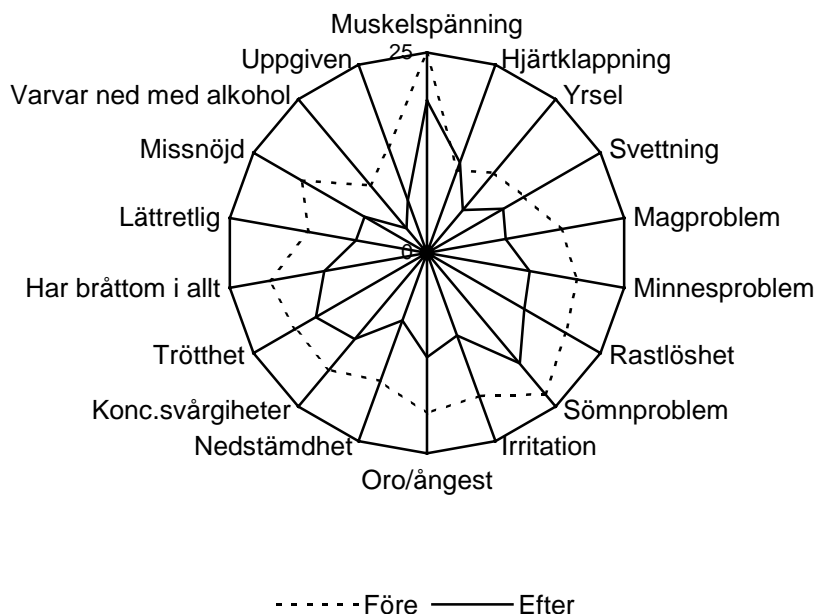 Muskelspänning
25
Uppgiven
Hjärtklappning
Varvar ned med alkohol
Yrsel
Missnöjd
Svettning
Lättretlig
Magproblem
0
Har bråttom i allt
Minnesproblem
Trötthet
Rastlöshet
Konc.svårgiheter
Sömnproblem
Nedstämdhet
Irritation
Oro/ångest
Före
Efter